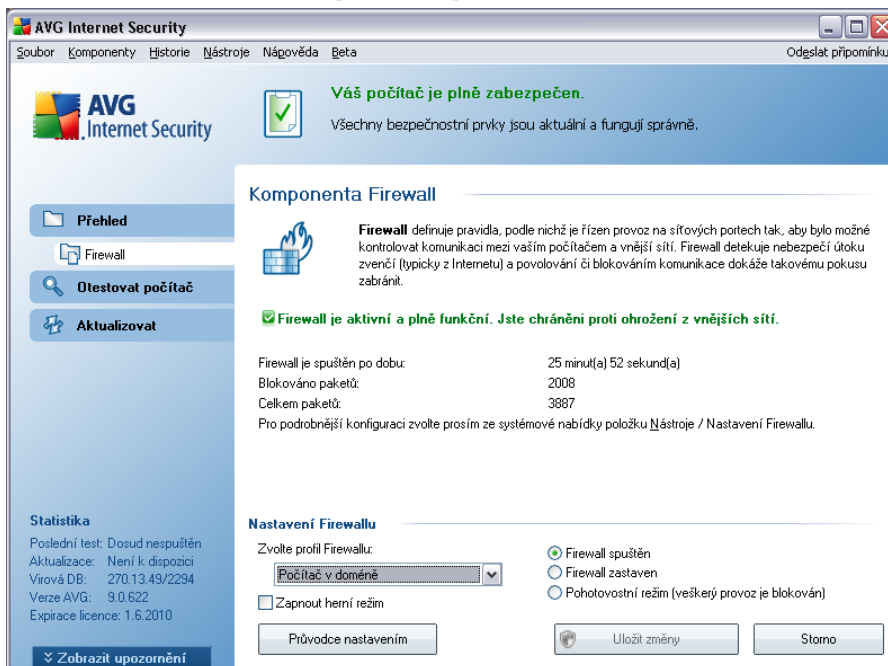 AVG Internet Security
Soubor Komponenty Historie Nástroje Nápověda Beta Odeslat připomínku
AVG
Internet Security
Váš počítač je plně zabezpečen.
Všechny bezpečnostní prvky jsou aktuální a fungují správně.
Přehled
Firewall
Otestovat počítač
Aktualizovat
Komponenta Firewall
Firewall definuje pravidla, podle nichž je řízen provoz na síťových portech tak, aby bylo možné
kontrolovat komunikaci mezi vaším počítačem a vnější sítí. Firewall detekuje nebezpečí útoku
zvenčí (typicky z Internetu) a povolování či blokováním komunikace dokáže takovému pokusu
zabránit.
Firewall je aktivní a plně funkční. Jste chráněni proti ohrožení z vnějších sítí.
Firewall je spuštěn po dobu: 25 minut(a) 52 sekund(a)
Blokováno paketů: 2008
Celkem paketů: 3887
Pro podrobnější konfiguraci zvolte prosím ze systémové nabídky položku Nástroje / Nastavení Firewallu.
Statistika
Poslední test: Dosud nespuštěn
Aktualizace: Není k dispozici
Virová DB: 270.13.49/2294
Verze AVG: 9.0.622
Expirace licence: 1.6.2010
Zobrazit upozornění
Nastavení Firewallu
Zvolte profil Firewallu:
Počítač v doméně
Zapnout herní režim
Firewall spuštěn
Firewall zastaven
Pohotovostní režim (veškerý provoz je blokován)
Průvodce nastavením
Uložit změny
Storno